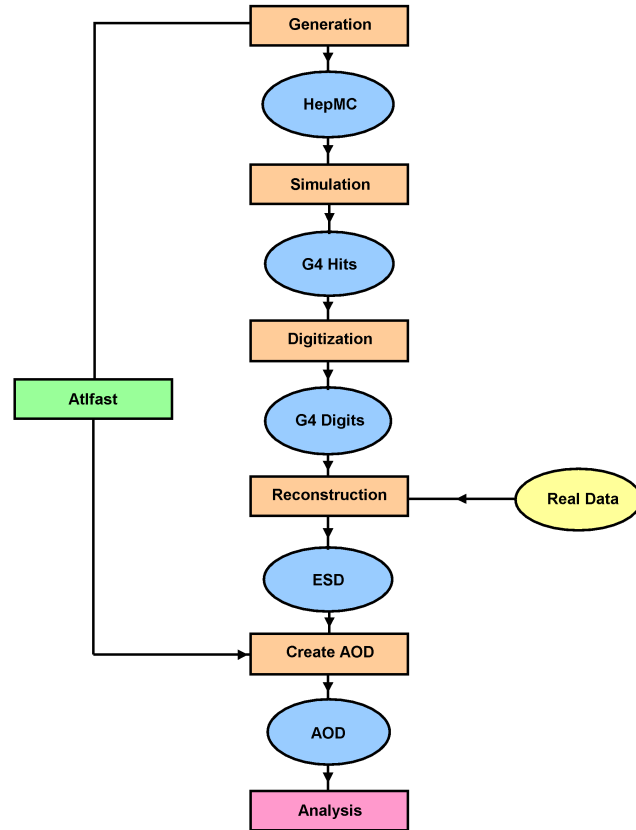 Generation
HepMC
Simulation
G4 Hits
Digitization
Atlfast
G4 Digits
Reconstruction
Real Data
ESD
Create AOD
AOD
Analysis